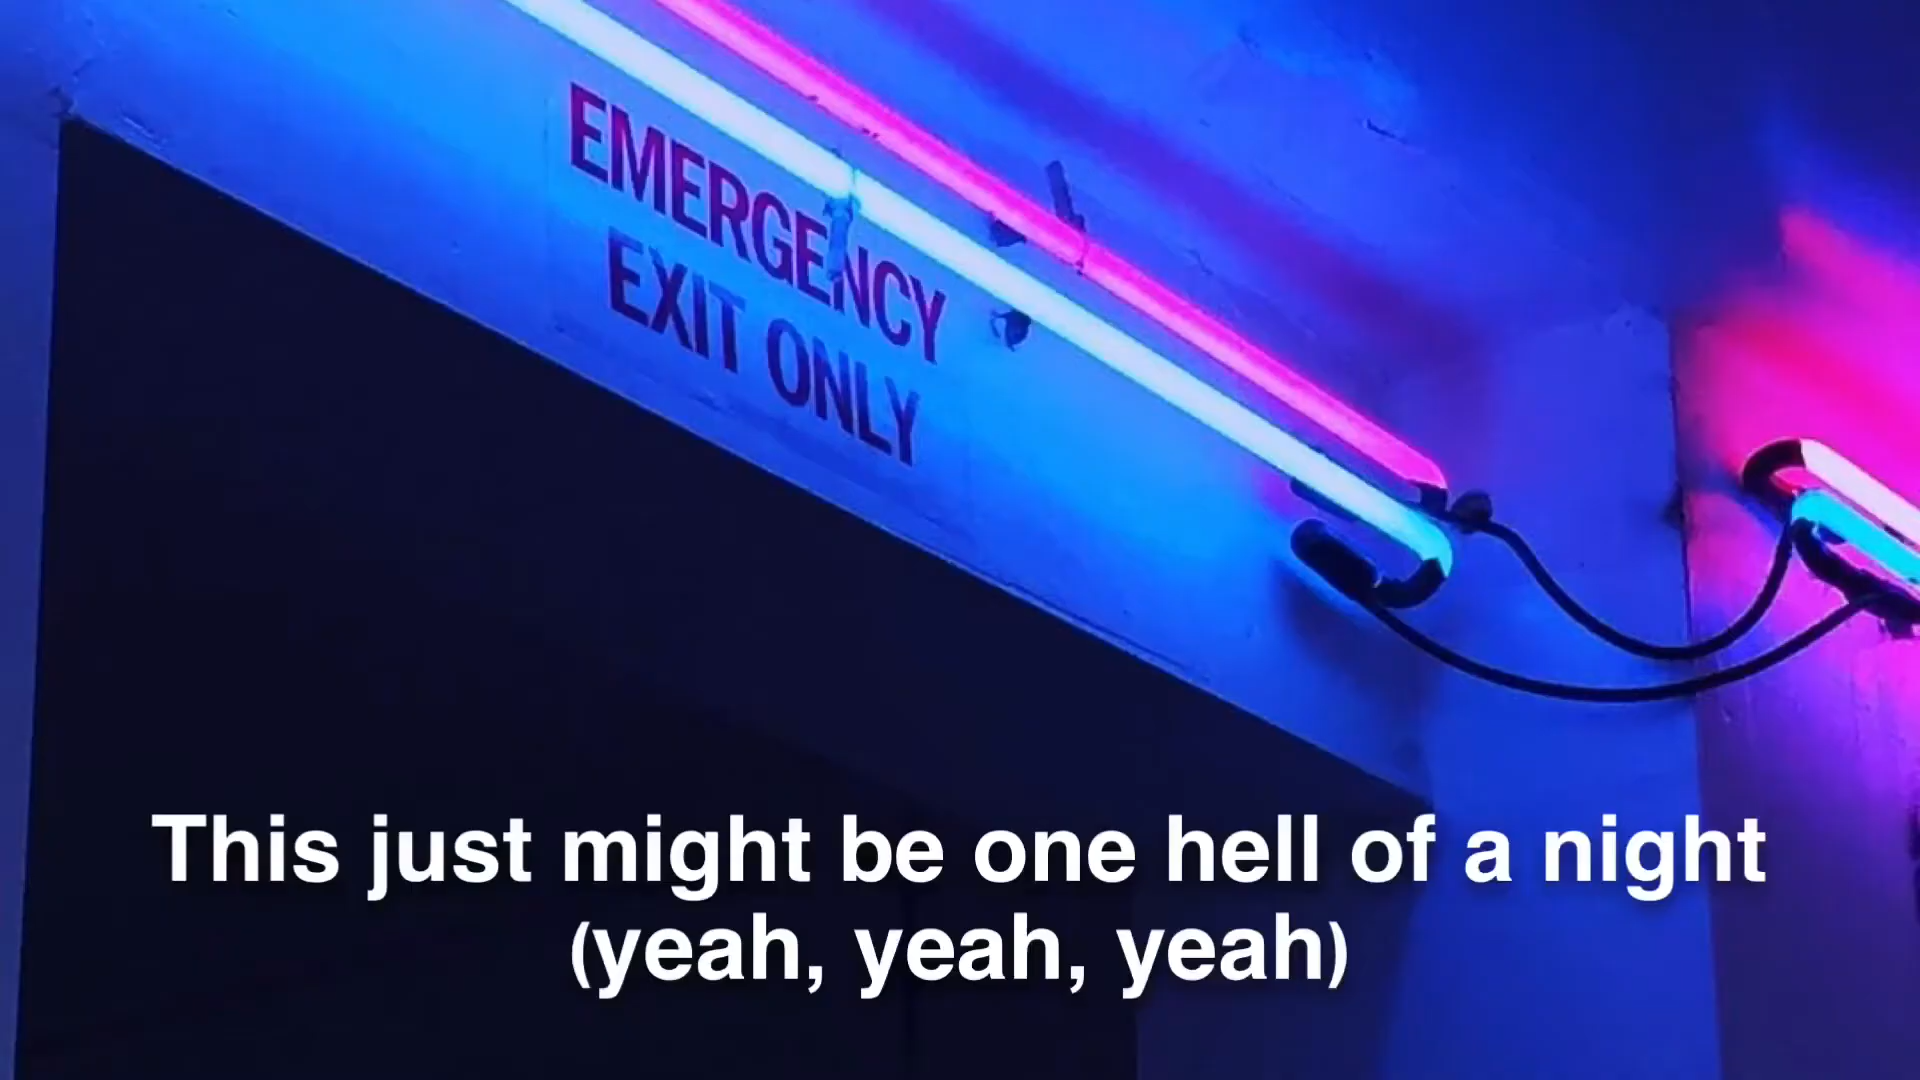 EMERGENCY
EXIT ONLY
This just might be one hell of a night
(yeah, yeah, yeah)